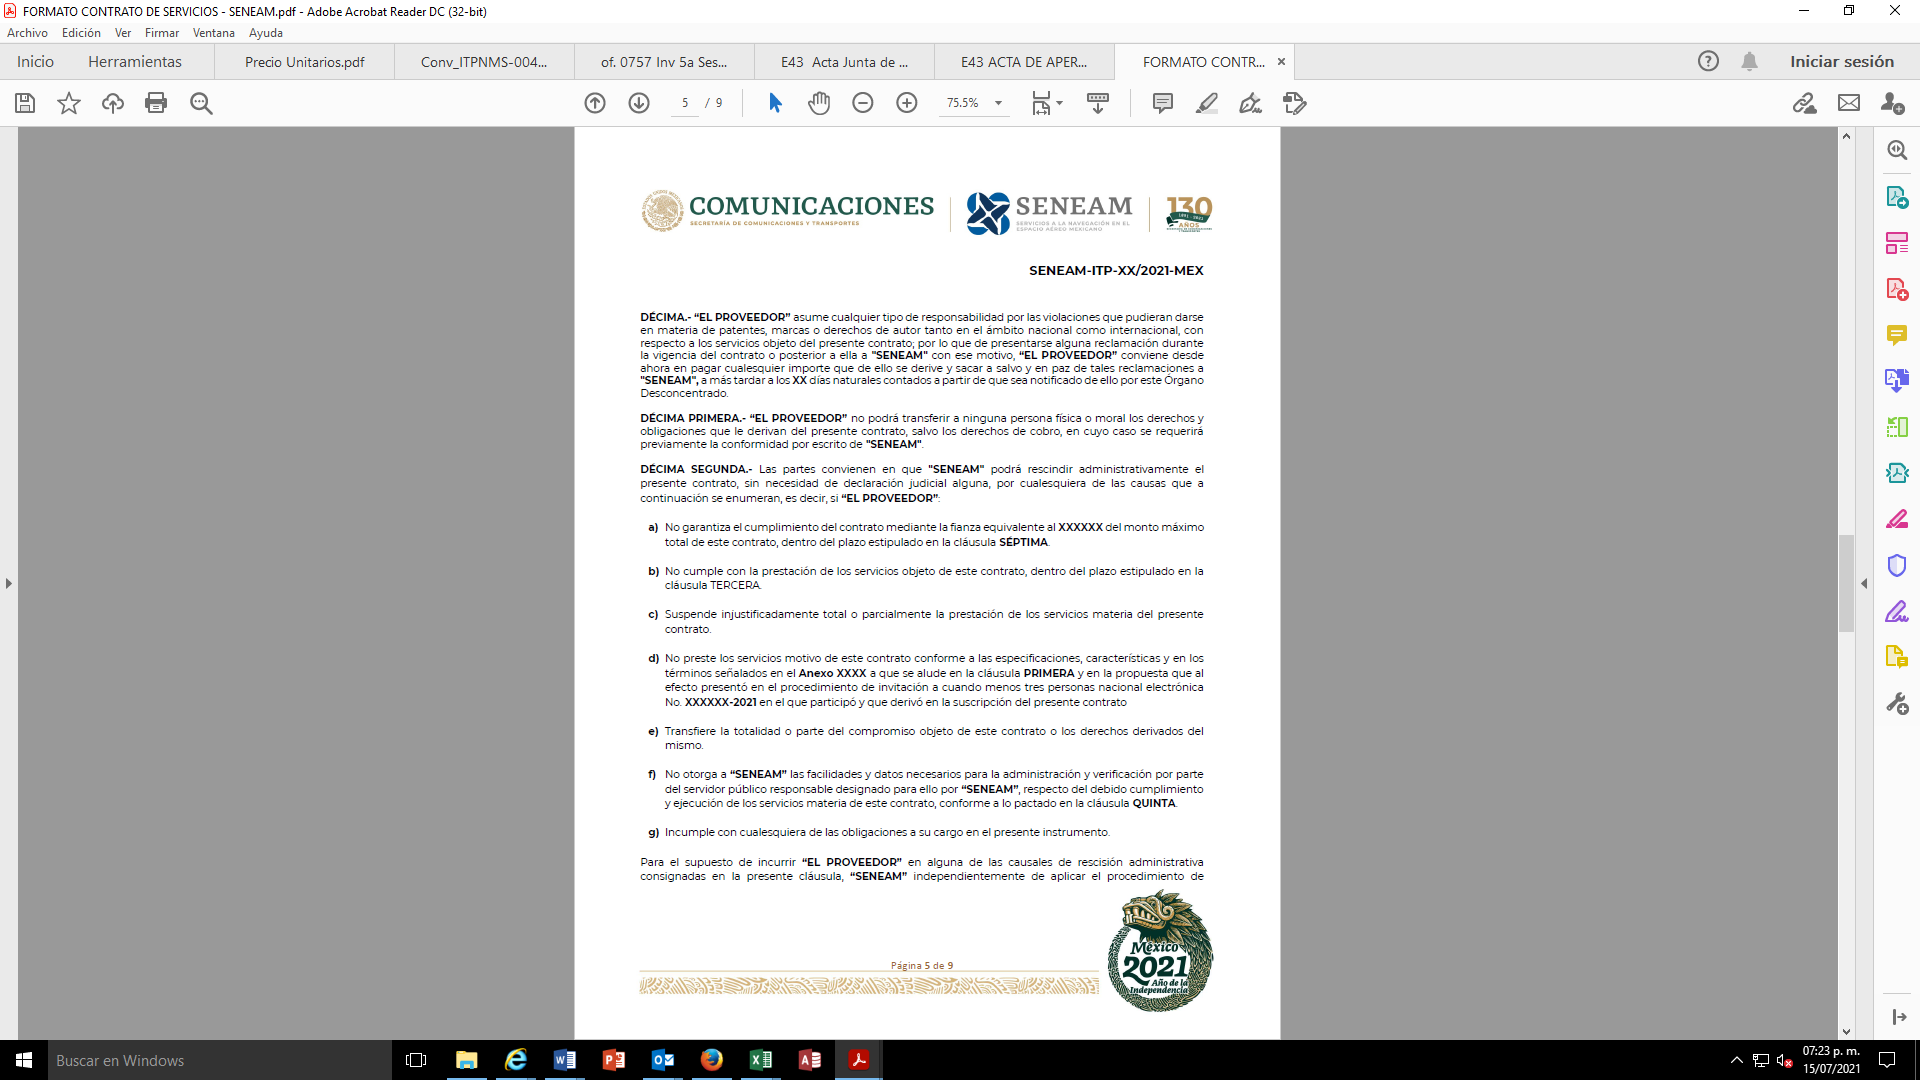 FORMATO CONTRATO DE SERVICIOS - SENEAM.pdf - Adobe Acrobat Reader DC (32-bit)
Archivo Edición Ver Firmar Ventana Ayuda
Inicio Herramientas Precio Unitarios.pdf Conv_ITPNMS-004... of. 0757 Inv 5a Ses... E43 Acta Junta de ... E43 ACTA DE APER... FORMATO CONTR... Iniciar sesión
5 / 9 75.5%
COMUNICACIONES
SECRETARÍA DE COMUNICACIONES Y TRANSPORTES
SENEAM
SERVICIOS A LA NAVEGACIÓN EN EL
ESPACIO AÉREO MEXICANO
130
1891 - 2021
AÑOS
SENEAM-ITP-XX/2021-MEX
DÉCIMA.- “EL PROVEEDOR” asume cualquier tipo de responsabilidad por las violaciones que pudieran darse
en materia de patentes, marcas o derechos de autor tanto en el ámbito nacional como internacional, con
respecto a los servicios objeto del presente contrato; por lo que de presentarse alguna reclamación durante
la vigencia del contrato o posterior a ella a "SENEAM" con ese motivo, “EL PROVEEDOR” conviene desde
ahora en pagar cualesquier importe que de ello se derive y sacar a salvo y en paz de tales reclamaciones a
"SENEAM", a más tardar a los XX días naturales contados a partir de que sea notificado de ello por este Órgano
Desconcentrado.
DÉCIMA PRIMERA.- “EL PROVEEDOR” no podrá transferir a ninguna persona física o moral los derechos y
obligaciones que le derivan del presente contrato, salvo los derechos de cobro, en cuyo caso se requerirá
previamente la conformidad por escrito de "SENEAM".
DÉCIMA SEGUNDA.- Las partes convienen en que "SENEAM" podrá rescindir administrativamente el
presente contrato, sin necesidad de declaración judicial alguna, por cualesquiera de las causas que a
continuación se enumeran, es decir, si “EL PROVEEDOR”:
a) No garantiza el cumplimiento del contrato mediante la fianza equivalente al XXXXXX del monto máximo
total de este contrato, dentro del plazo estipulado en la cláusula SÉPTIMA.
b) No cumple con la prestación de los servicios objeto de este contrato, dentro del plazo estipulado en la
cláusula TERCERA.
c) Suspende injustificadamente total o parcialmente la prestación de los servicios materia del presente
contrato.
d) No preste los servicios motivo de este contrato conforme a las especificaciones, características y en los
términos señalados en el Anexo XXXX a que se alude en la cláusula PRIMERA y en la propuesta que al
efecto presentó en el procedimiento de invitación a cuando menos tres personas nacional electrónica
No. XXXXXX-2021 en el que participó y que derivó en la suscripción del presente contrato
e) Transfiere la totalidad o parte del compromiso objeto de este contrato o los derechos derivados del
mismo.
f) No otorga a “SENEAM” las facilidades y datos necesarios para la administración y verificación por parte
del servidor público responsable designado para ello por “SENEAM”, respecto del debido cumplimiento
y ejecución de los servicios materia de este contrato, conforme a lo pactado en la cláusula QUINTA.
g) Incumple con cualesquiera de las obligaciones a su cargo en el presente instrumento.
Para el supuesto de incurrir “EL PROVEEDOR” en alguna de las causales de rescisión administrativa
consignadas en la presente cláusula, “SENEAM” independientemente de aplicar el procedimiento de
Página 5 de 9
México
2021
Año de la
Independencia
Buscar en Windows
07:23 p. m.
15/07/2021